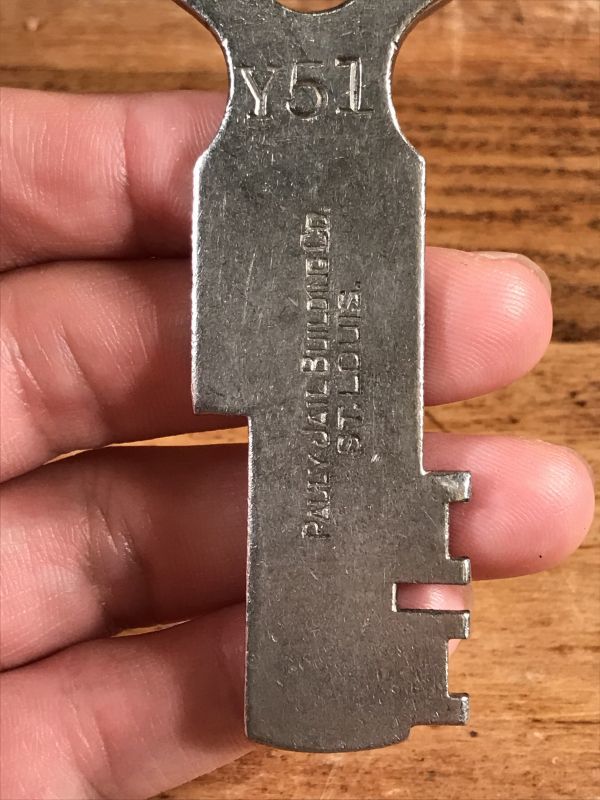 Y51
PAULY JAIL BUILDING CO.
ST. LOUIS.